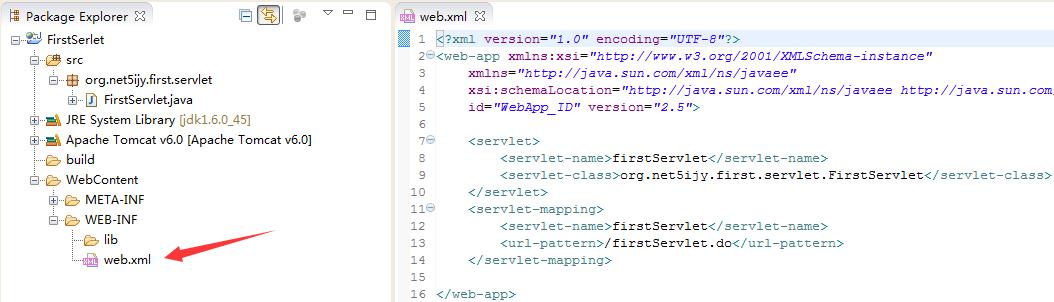 Package Explorer
FirstSerlet
src
org.net5ijy.first.servlet
FirstServlet.java
JRE System Library [jdk1.6.0_45]
Apache Tomcat v6.0 [Apache Tomcat v6.0]
build
WebContent
META-INF
WEB-INF
lib
web.xml
web.xml
1 <?xml version="1.0" encoding="UTF-8"?>
2 <web-app xmlns:xsi="http://www.w3.org/2001/XMLSchema-instance"
3 xmlns="http://java.sun.com/xml/ns/javaee"
4 xsi:schemaLocation="http://java.sun.com/xml/ns/javaee http://java.sun.com
5 id="WebApp_ID" version="2.5">
6
7 <servlet>
8 <servlet-name>firstServlet</servlet-name>
9 <servlet-class>org.net5ijy.first.servlet.FirstServlet</servlet-class>
10 </servlet>
11 <servlet-mapping>
12 <servlet-name>firstServlet</servlet-name>
13 <url-pattern>/firstServlet.do</url-pattern>
14 </servlet-mapping>
15
16 </web-app>